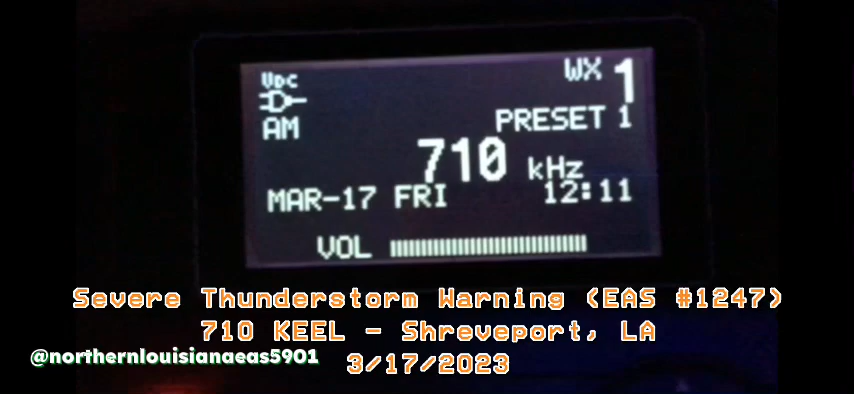 VDC
WX 1
AM
PRESET 1
710 kHz
MAR-17 FRI 12:11
VOL
Severe Thunderstorm Warning (EAS #1247)
710 KEEL - Shreveport, LA
@northernlouisianaeas5901
3/17/2023